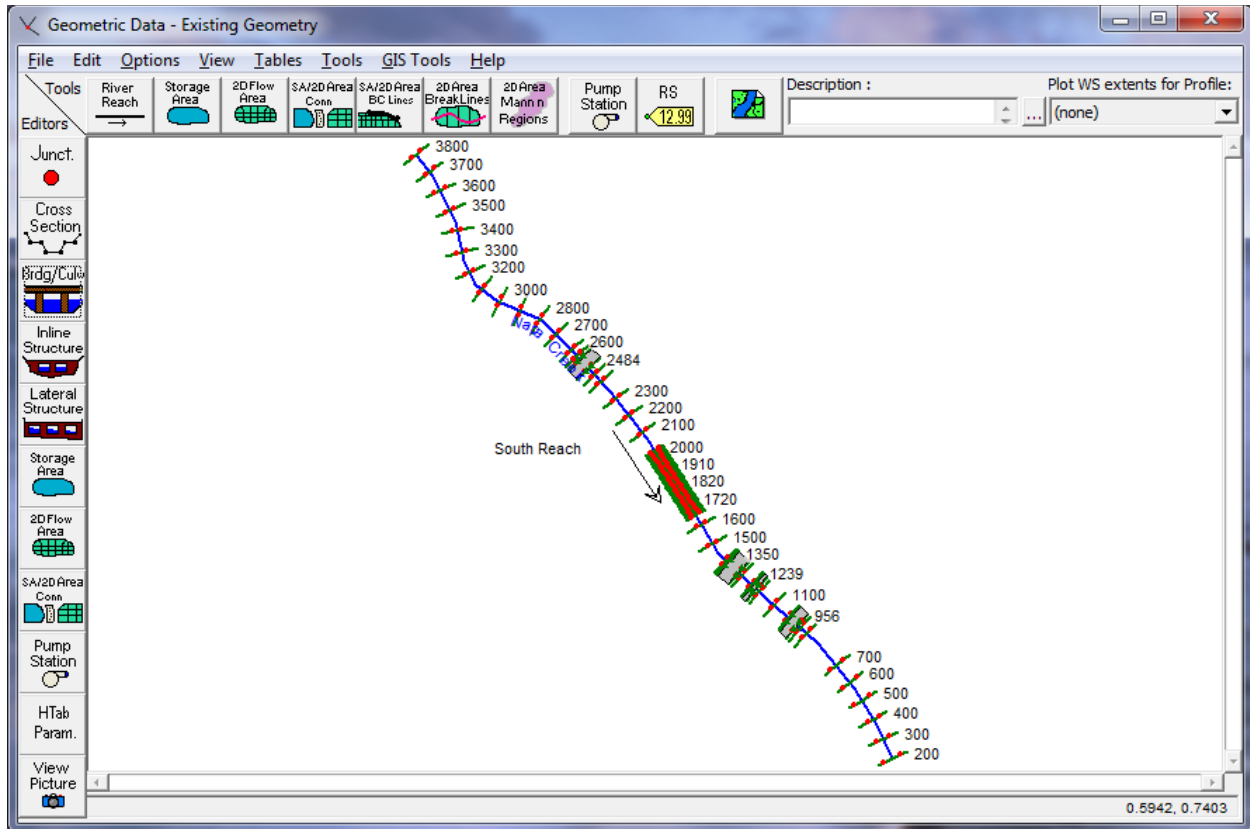 Geometric Data - Existing Geometry
File Edit Options View Tables Tools GIS Tools Help
Tools
Editors
River
Reach
Storage
Area
2D Flow
Area
SA/2D Area
Conn
SA/2D Area
BC Lines
2D Area
BreakLines
2D Area
Mann n
Regions
Pump
Station
RS
12.99
Description :
...
Plot WS extents for Profile:
(none)
Junct.
Cross
Section
Brdg/Culv
Inline
Structure
Lateral
Structure
Storage
Area
2D Flow
Area
SA/2D Area
Conn
Pump
Station
HTab
Param.
View
Picture
3800
3700
3600
3500
3400
3300
3200
3000
2800
2700
2600
2484
2300
2200
2100
South Reach
2000
1910
1820
1720
1600
1500
1350
1239
1100
956
700
600
500
400
300
200
0.5942, 0.7403